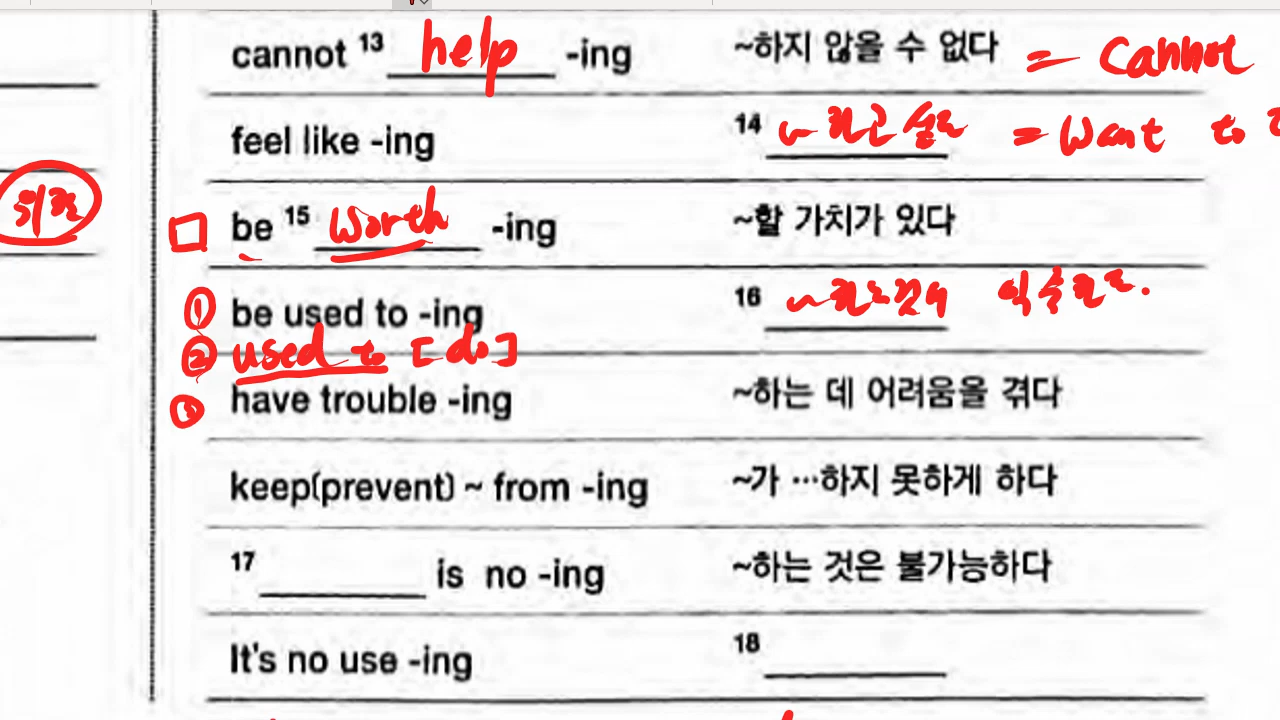 cannot 13 help -ing ~하지 않을 수 없다 = cannot
feel like -ing 14 ~하고 싶다 = want to
be 15 worth -ing ~할 가치가 있다
① be used to -ing 16 ~하는것에 익숙하다.
② used to [do]
③ have trouble -ing ~하는 데 어려움을 겪다
keep(prevent) ~ from -ing ~가 …하지 못하게 하다
17 is no -ing ~하는 것은 불가능하다
It's no use -ing 18